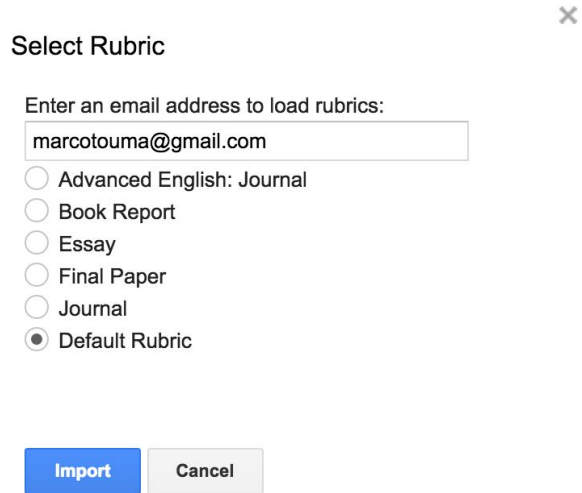 Select Rubric
Enter an email address to load rubrics:
marcotouma@gmail.com
Advanced English: Journal
Book Report
Essay
Final Paper
Journal
Default Rubric
Import Cancel